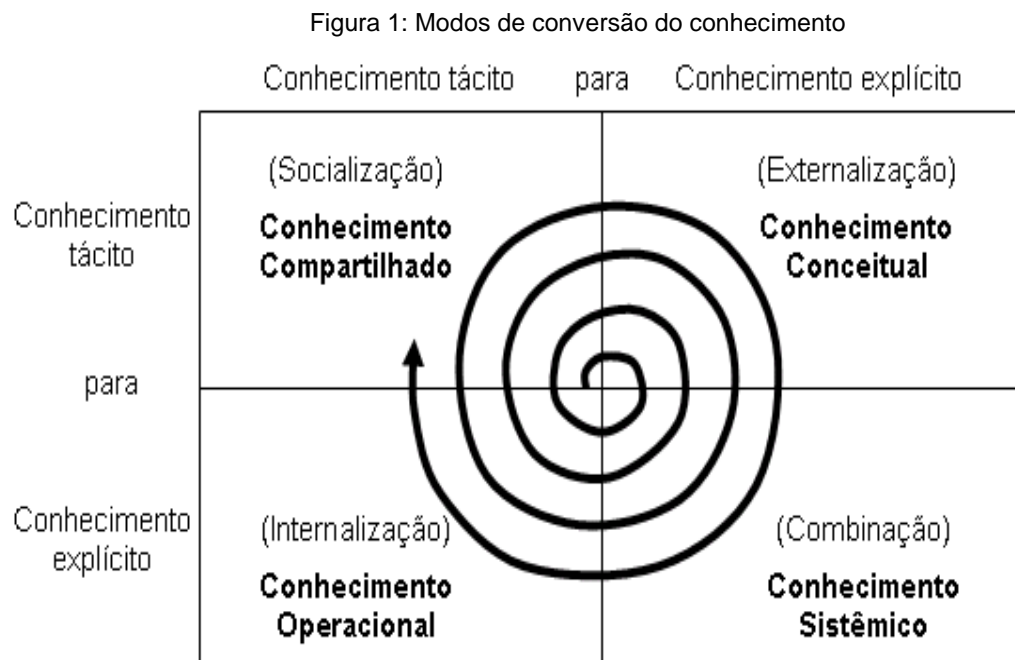 Figura 1: Modos de conversão do conhecimento
Conhecimento tácito para Conhecimento explícito
(Socialização)
Conhecimento
Compartilhado
(Externalização)
Conhecimento
Conceitual
Conhecimento
tácito
para
Conhecimento
explícito
(Internalização)
Conhecimento
Operacional
(Combinação)
Conhecimento
Sistêmico